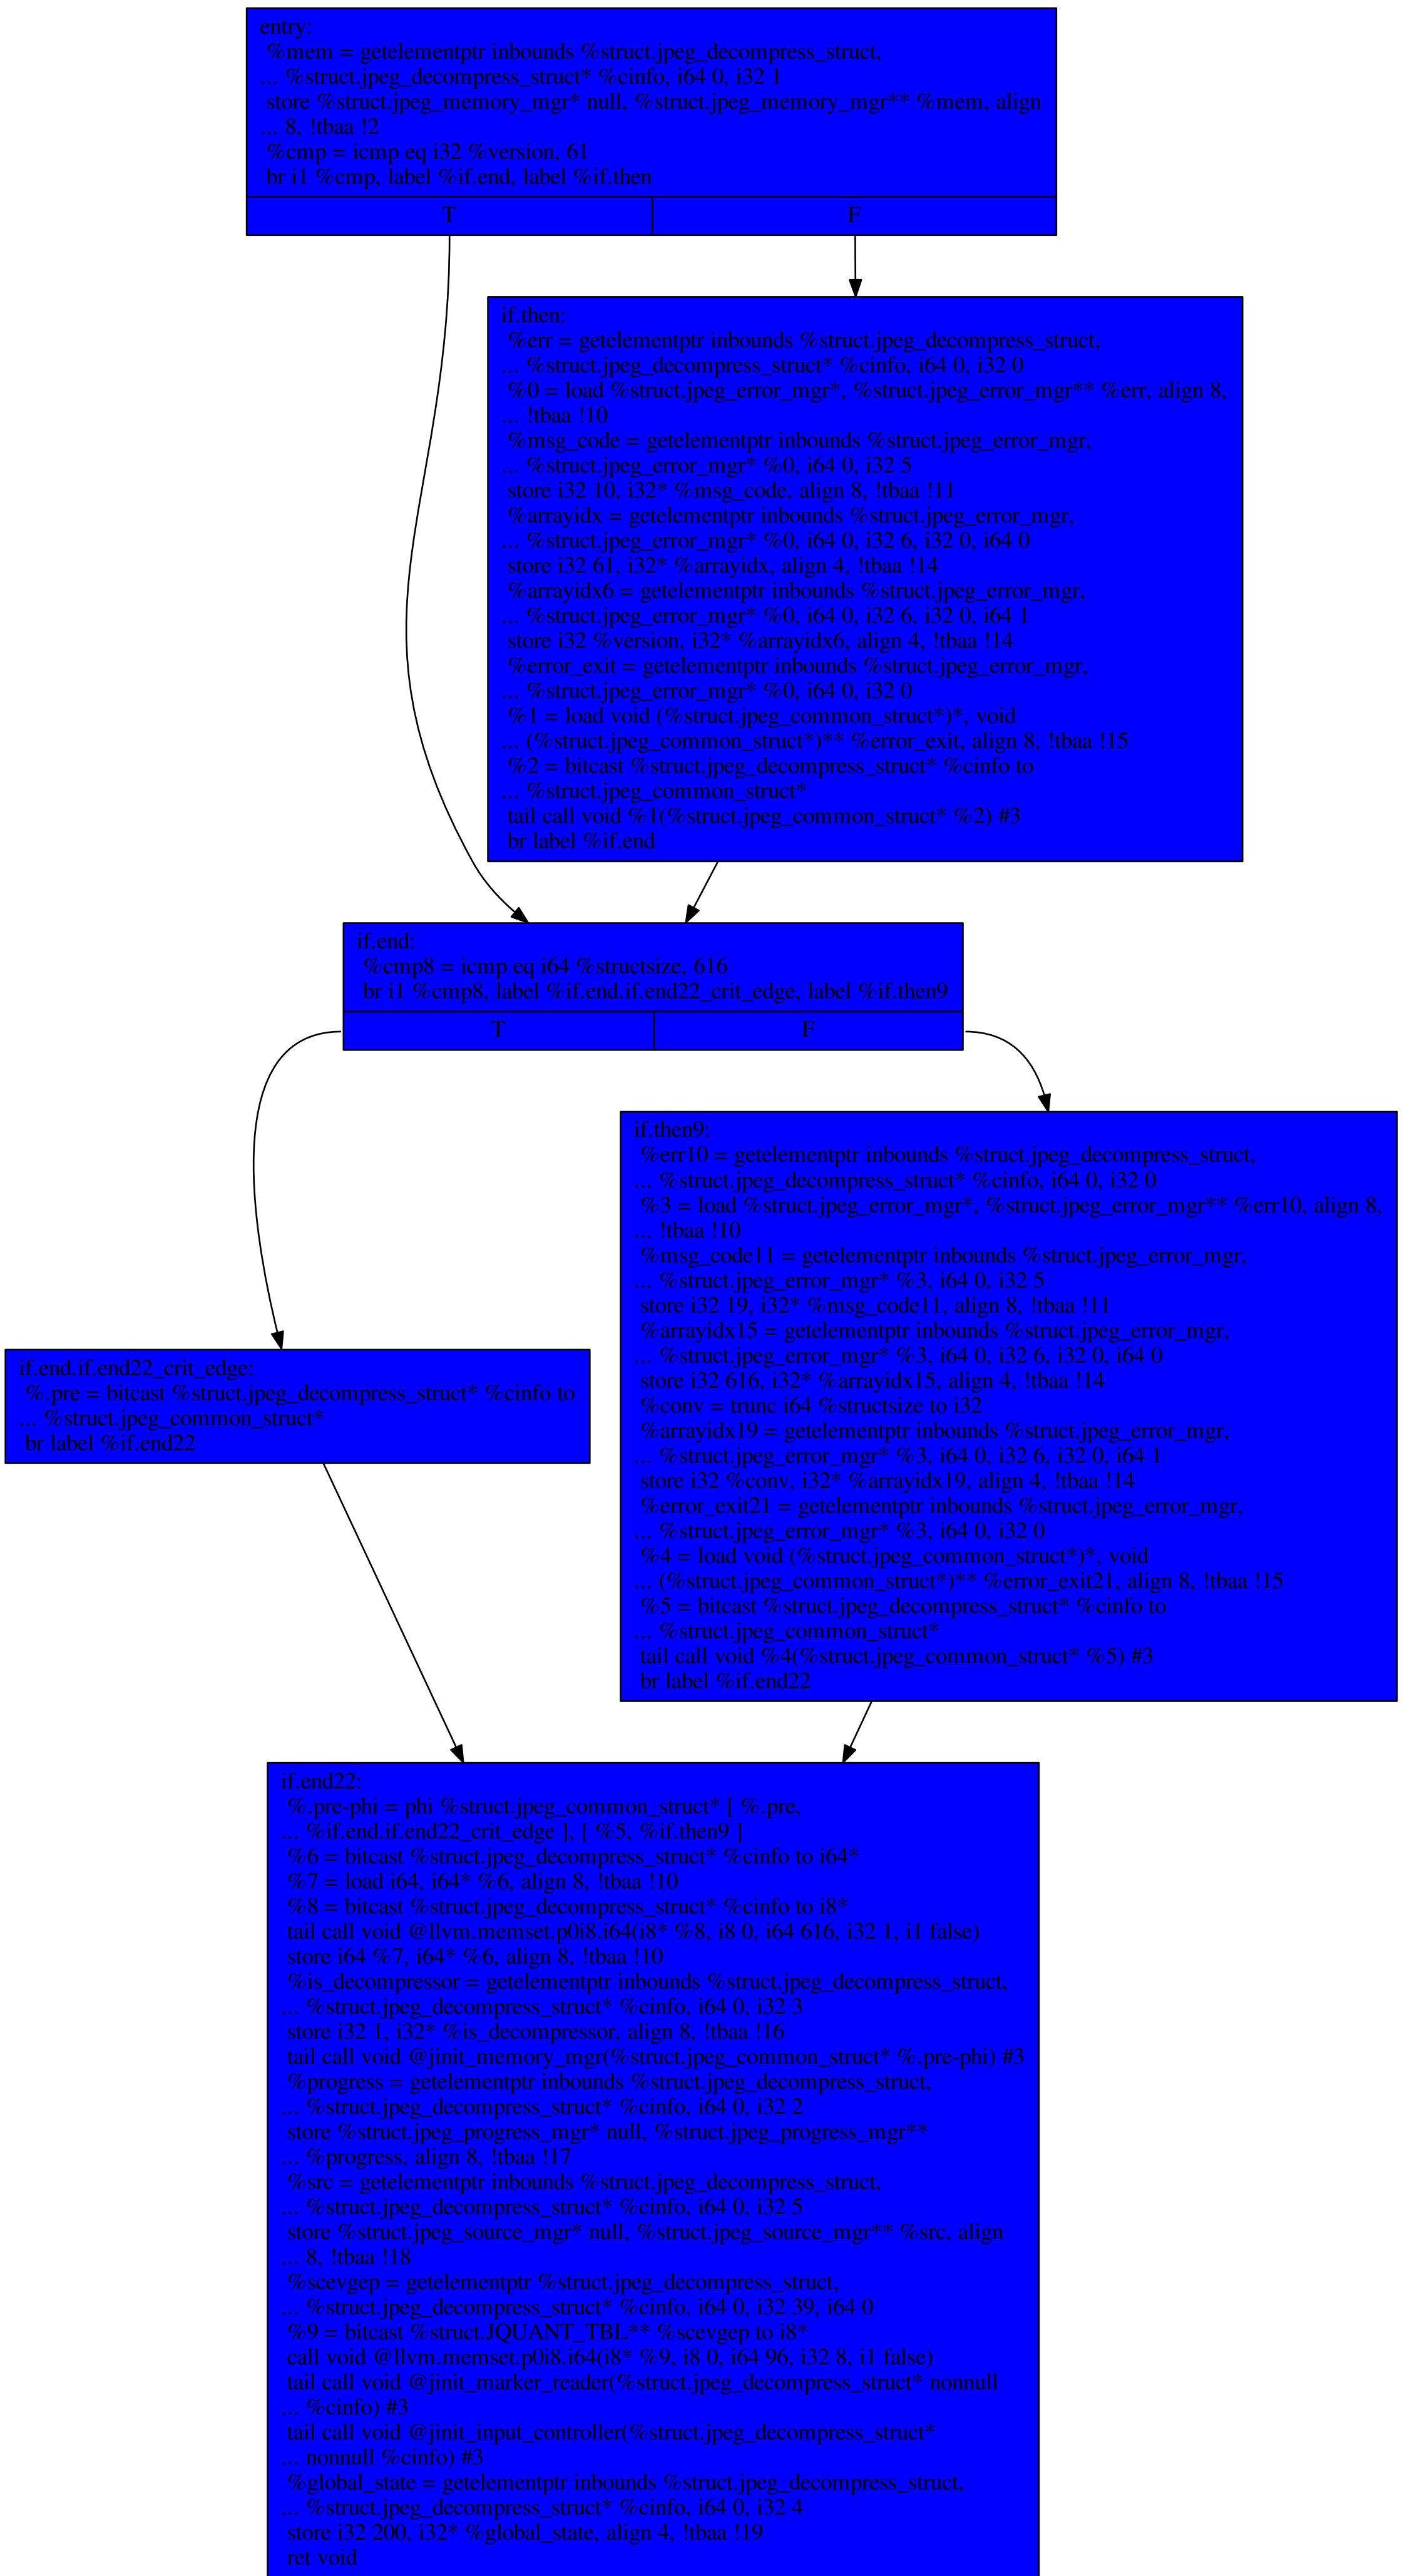 entry:
%mem = getelementptr inbounds %struct.jpeg_decompress_struct,
... %struct.jpeg_decompress_struct* %cinfo, i64 0, i32 1
store %struct.jpeg_memory_mgr* null, %struct.jpeg_memory_mgr** %mem, align
... 8, !tbaa !2
%cmp = icmp eq i32 %version, 61
br i1 %cmp, label %if.end, label %if.then
T
F
if.then:
%err = getelementptr inbounds %struct.jpeg_decompress_struct,
... %struct.jpeg_decompress_struct* %cinfo, i64 0, i32 0
%0 = load %struct.jpeg_error_mgr*, %struct.jpeg_error_mgr** %err, align 8,
... !tbaa !10
%msg_code = getelementptr inbounds %struct.jpeg_error_mgr,
... %struct.jpeg_error_mgr* %0, i64 0, i32 5
store i32 10, i32* %msg_code, align 8, !tbaa !11
%arrayidx = getelementptr inbounds %struct.jpeg_error_mgr,
... %struct.jpeg_error_mgr* %0, i64 0, i32 6, i32 0, i64 0
store i32 61, i32* %arrayidx, align 4, !tbaa !14
%arrayidx6 = getelementptr inbounds %struct.jpeg_error_mgr,
... %struct.jpeg_error_mgr* %0, i64 0, i32 6, i32 0, i64 1
store i32 %version, i32* %arrayidx6, align 4, !tbaa !14
%error_exit = getelementptr inbounds %struct.jpeg_error_mgr,
... %struct.jpeg_error_mgr* %0, i64 0, i32 0
%1 = load void (%struct.jpeg_common_struct*)*, void
... (%struct.jpeg_common_struct*)** %error_exit, align 8, !tbaa !15
%2 = bitcast %struct.jpeg_decompress_struct* %cinfo to
... %struct.jpeg_common_struct*
tail call void %1(%struct.jpeg_common_struct* %2) #3
br label %if.end
if.end:
%cmp8 = icmp eq i64 %structsize, 616
br i1 %cmp8, label %if.end.if.end22_crit_edge, label %if.then9
T
F
if.then9:
%err10 = getelementptr inbounds %struct.jpeg_decompress_struct,
... %struct.jpeg_decompress_struct* %cinfo, i64 0, i32 0
%3 = load %struct.jpeg_error_mgr*, %struct.jpeg_error_mgr** %err10, align 8,
... !tbaa !10
%msg_code11 = getelementptr inbounds %struct.jpeg_error_mgr,
... %struct.jpeg_error_mgr* %3, i64 0, i32 5
store i32 19, i32* %msg_code11, align 8, !tbaa !11
%arrayidx15 = getelementptr inbounds %struct.jpeg_error_mgr,
... %struct.jpeg_error_mgr* %3, i64 0, i32 6, i32 0, i64 0
store i32 616, i32* %arrayidx15, align 4, !tbaa !14
%conv = trunc i64 %structsize to i32
%arrayidx19 = getelementptr inbounds %struct.jpeg_error_mgr,
... %struct.jpeg_error_mgr* %3, i64 0, i32 6, i32 0, i64 1
store i32 %conv, i32* %arrayidx19, align 4, !tbaa !14
%error_exit21 = getelementptr inbounds %struct.jpeg_error_mgr,
... %struct.jpeg_error_mgr* %3, i64 0, i32 0
%4 = load void (%struct.jpeg_common_struct*)*, void
... (%struct.jpeg_common_struct*)** %error_exit21, align 8, !tbaa !15
%5 = bitcast %struct.jpeg_decompress_struct* %cinfo to
... %struct.jpeg_common_struct*
tail call void %4(%struct.jpeg_common_struct* %5) #3
br label %if.end22
if.end.if.end22_crit_edge:
%.pre = bitcast %struct.jpeg_decompress_struct* %cinfo to
... %struct.jpeg_common_struct*
br label %if.end22
if.end22:
%.pre-phi = phi %struct.jpeg_common_struct* [ %.pre,
... %if.end.if.end22_crit_edge ], [ %5, %if.then9 ]
%6 = bitcast %struct.jpeg_decompress_struct* %cinfo to i64*
%7 = load i64, i64* %6, align 8, !tbaa !10
%8 = bitcast %struct.jpeg_decompress_struct* %cinfo to i8*
tail call void @llvm.memset.p0i8.i64(i8* %8, i8 0, i64 616, i32 1, i1 false)
store i64 %7, i64* %6, align 8, !tbaa !10
%is_decompressor = getelementptr inbounds %struct.jpeg_decompress_struct,
... %struct.jpeg_decompress_struct* %cinfo, i64 0, i32 3
store i32 1, i32* %is_decompressor, align 8, !tbaa !16
tail call void @jinit_memory_mgr(%struct.jpeg_common_struct* %.pre-phi) #3
%progress = getelementptr inbounds %struct.jpeg_decompress_struct,
... %struct.jpeg_decompress_struct* %cinfo, i64 0, i32 2
store %struct.jpeg_progress_mgr* null, %struct.jpeg_progress_mgr**
... %progress, align 8, !tbaa !17
%src = getelementptr inbounds %struct.jpeg_decompress_struct,
... %struct.jpeg_decompress_struct* %cinfo, i64 0, i32 5
store %struct.jpeg_source_mgr* null, %struct.jpeg_source_mgr** %src, align
... 8, !tbaa !18
%scevgep = getelementptr %struct.jpeg_decompress_struct,
... %struct.jpeg_decompress_struct* %cinfo, i64 0, i32 39, i64 0
%9 = bitcast %struct.JQUANT_TBL** %scevgep to i8*
call void @llvm.memset.p0i8.i64(i8* %9, i8 0, i64 96, i32 8, i1 false)
tail call void @jinit_marker_reader(%struct.jpeg_decompress_struct* nonnull
... %cinfo) #3
tail call void @jinit_input_controller(%struct.jpeg_decompress_struct*
... nonnull %cinfo) #3
%global_state = getelementptr inbounds %struct.jpeg_decompress_struct,
... %struct.jpeg_decompress_struct* %cinfo, i64 0, i32 4
store i32 200, i32* %global_state, align 4, !tbaa !19
ret void